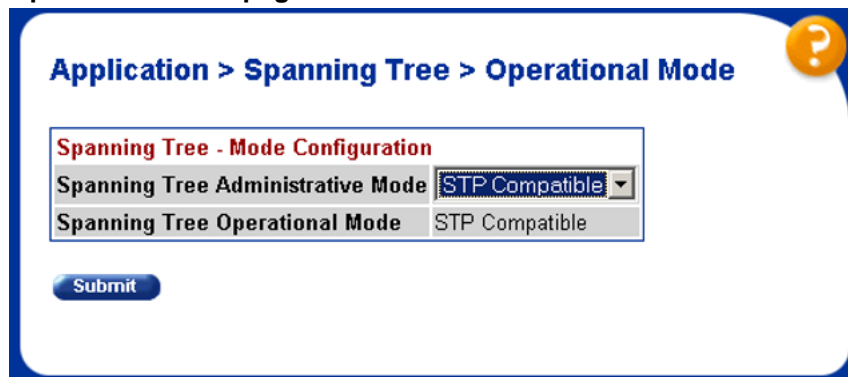 Application > Spanning Tree > Operational Mode
?
Spanning Tree - Mode Configuration
Spanning Tree Administrative Mode STP Compatible
Spanning Tree Operational Mode STP Compatible
Submit